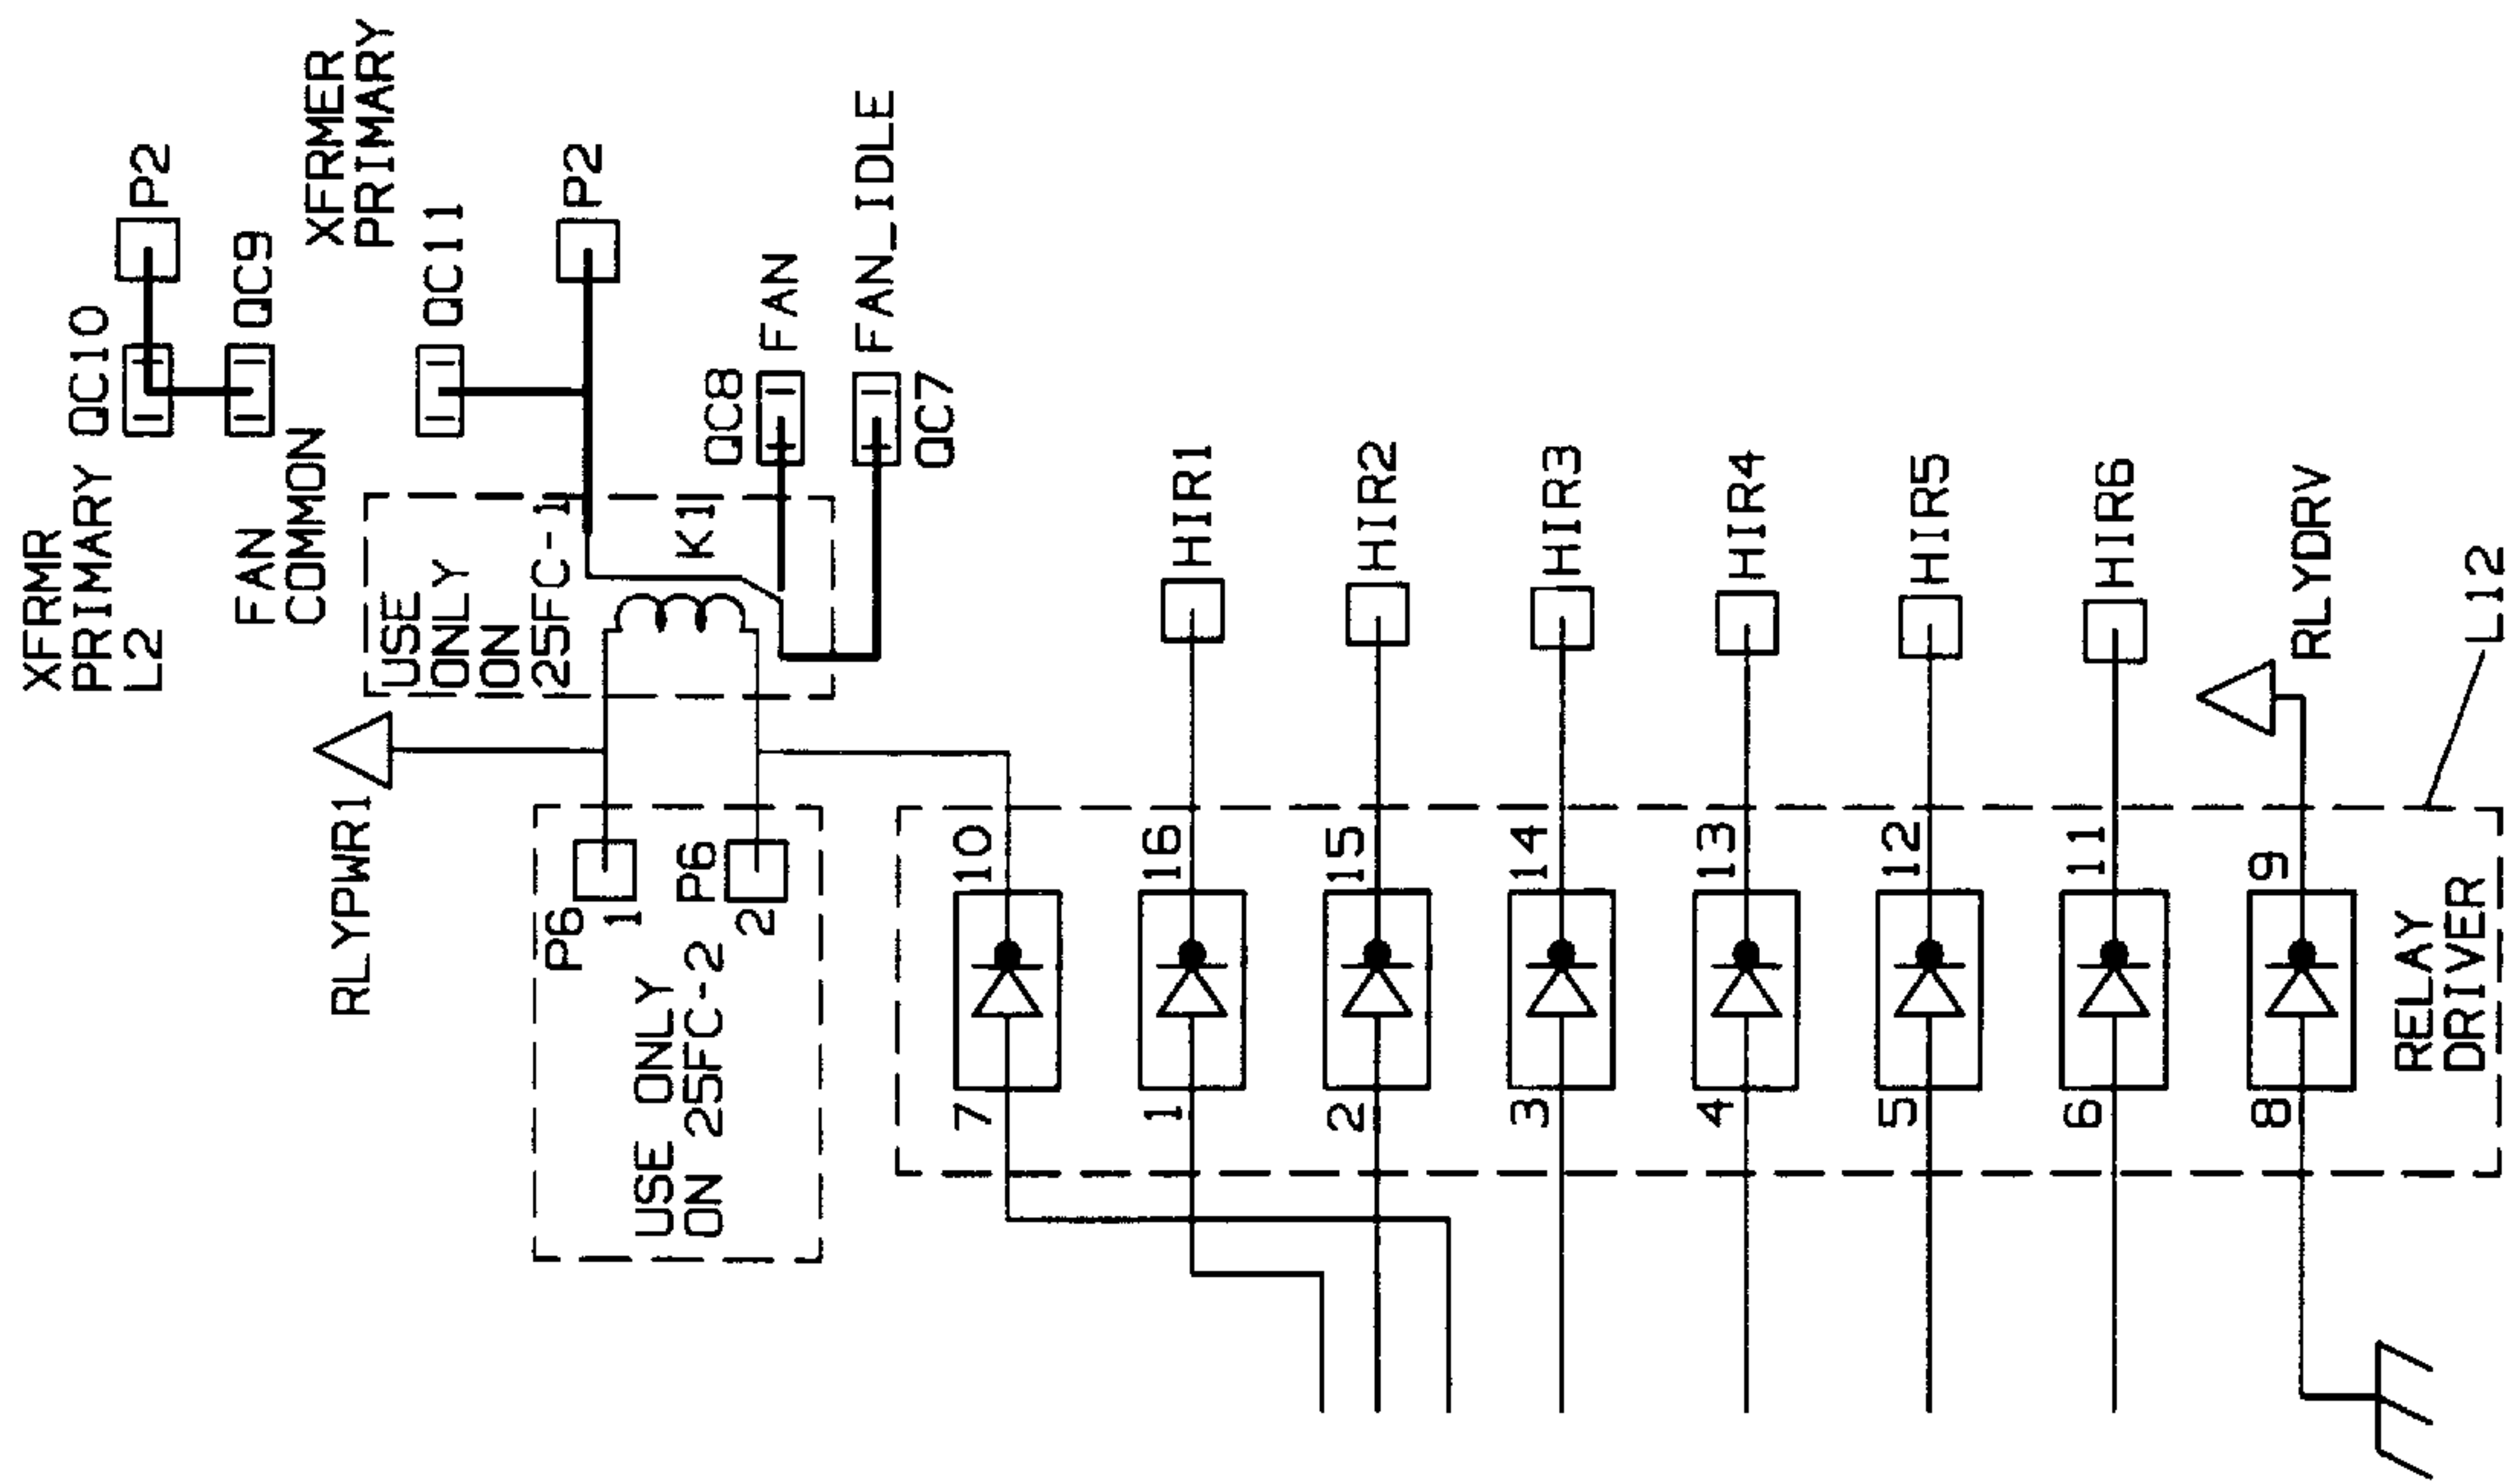 XFRMR
PRIMARY QC10
L2
P2
FAN
COMMON
QC9
XFRMER
PRIMARY
QC11
P2
USE
ONLY
ION
25FC-1
K1
QC8
FAN
FAN_IDLE
QC7
RLYPWR1
P6
1
P6
2
USE ONLY
ON 25FC-2
7
10
1
16
HIR1
2
15
HIR2
3
14
HIR3
4
13
HIR4
5
12
HIR5
6
11
HIR6
8
9
RLYDRV
RELAY
DRIVER
L12